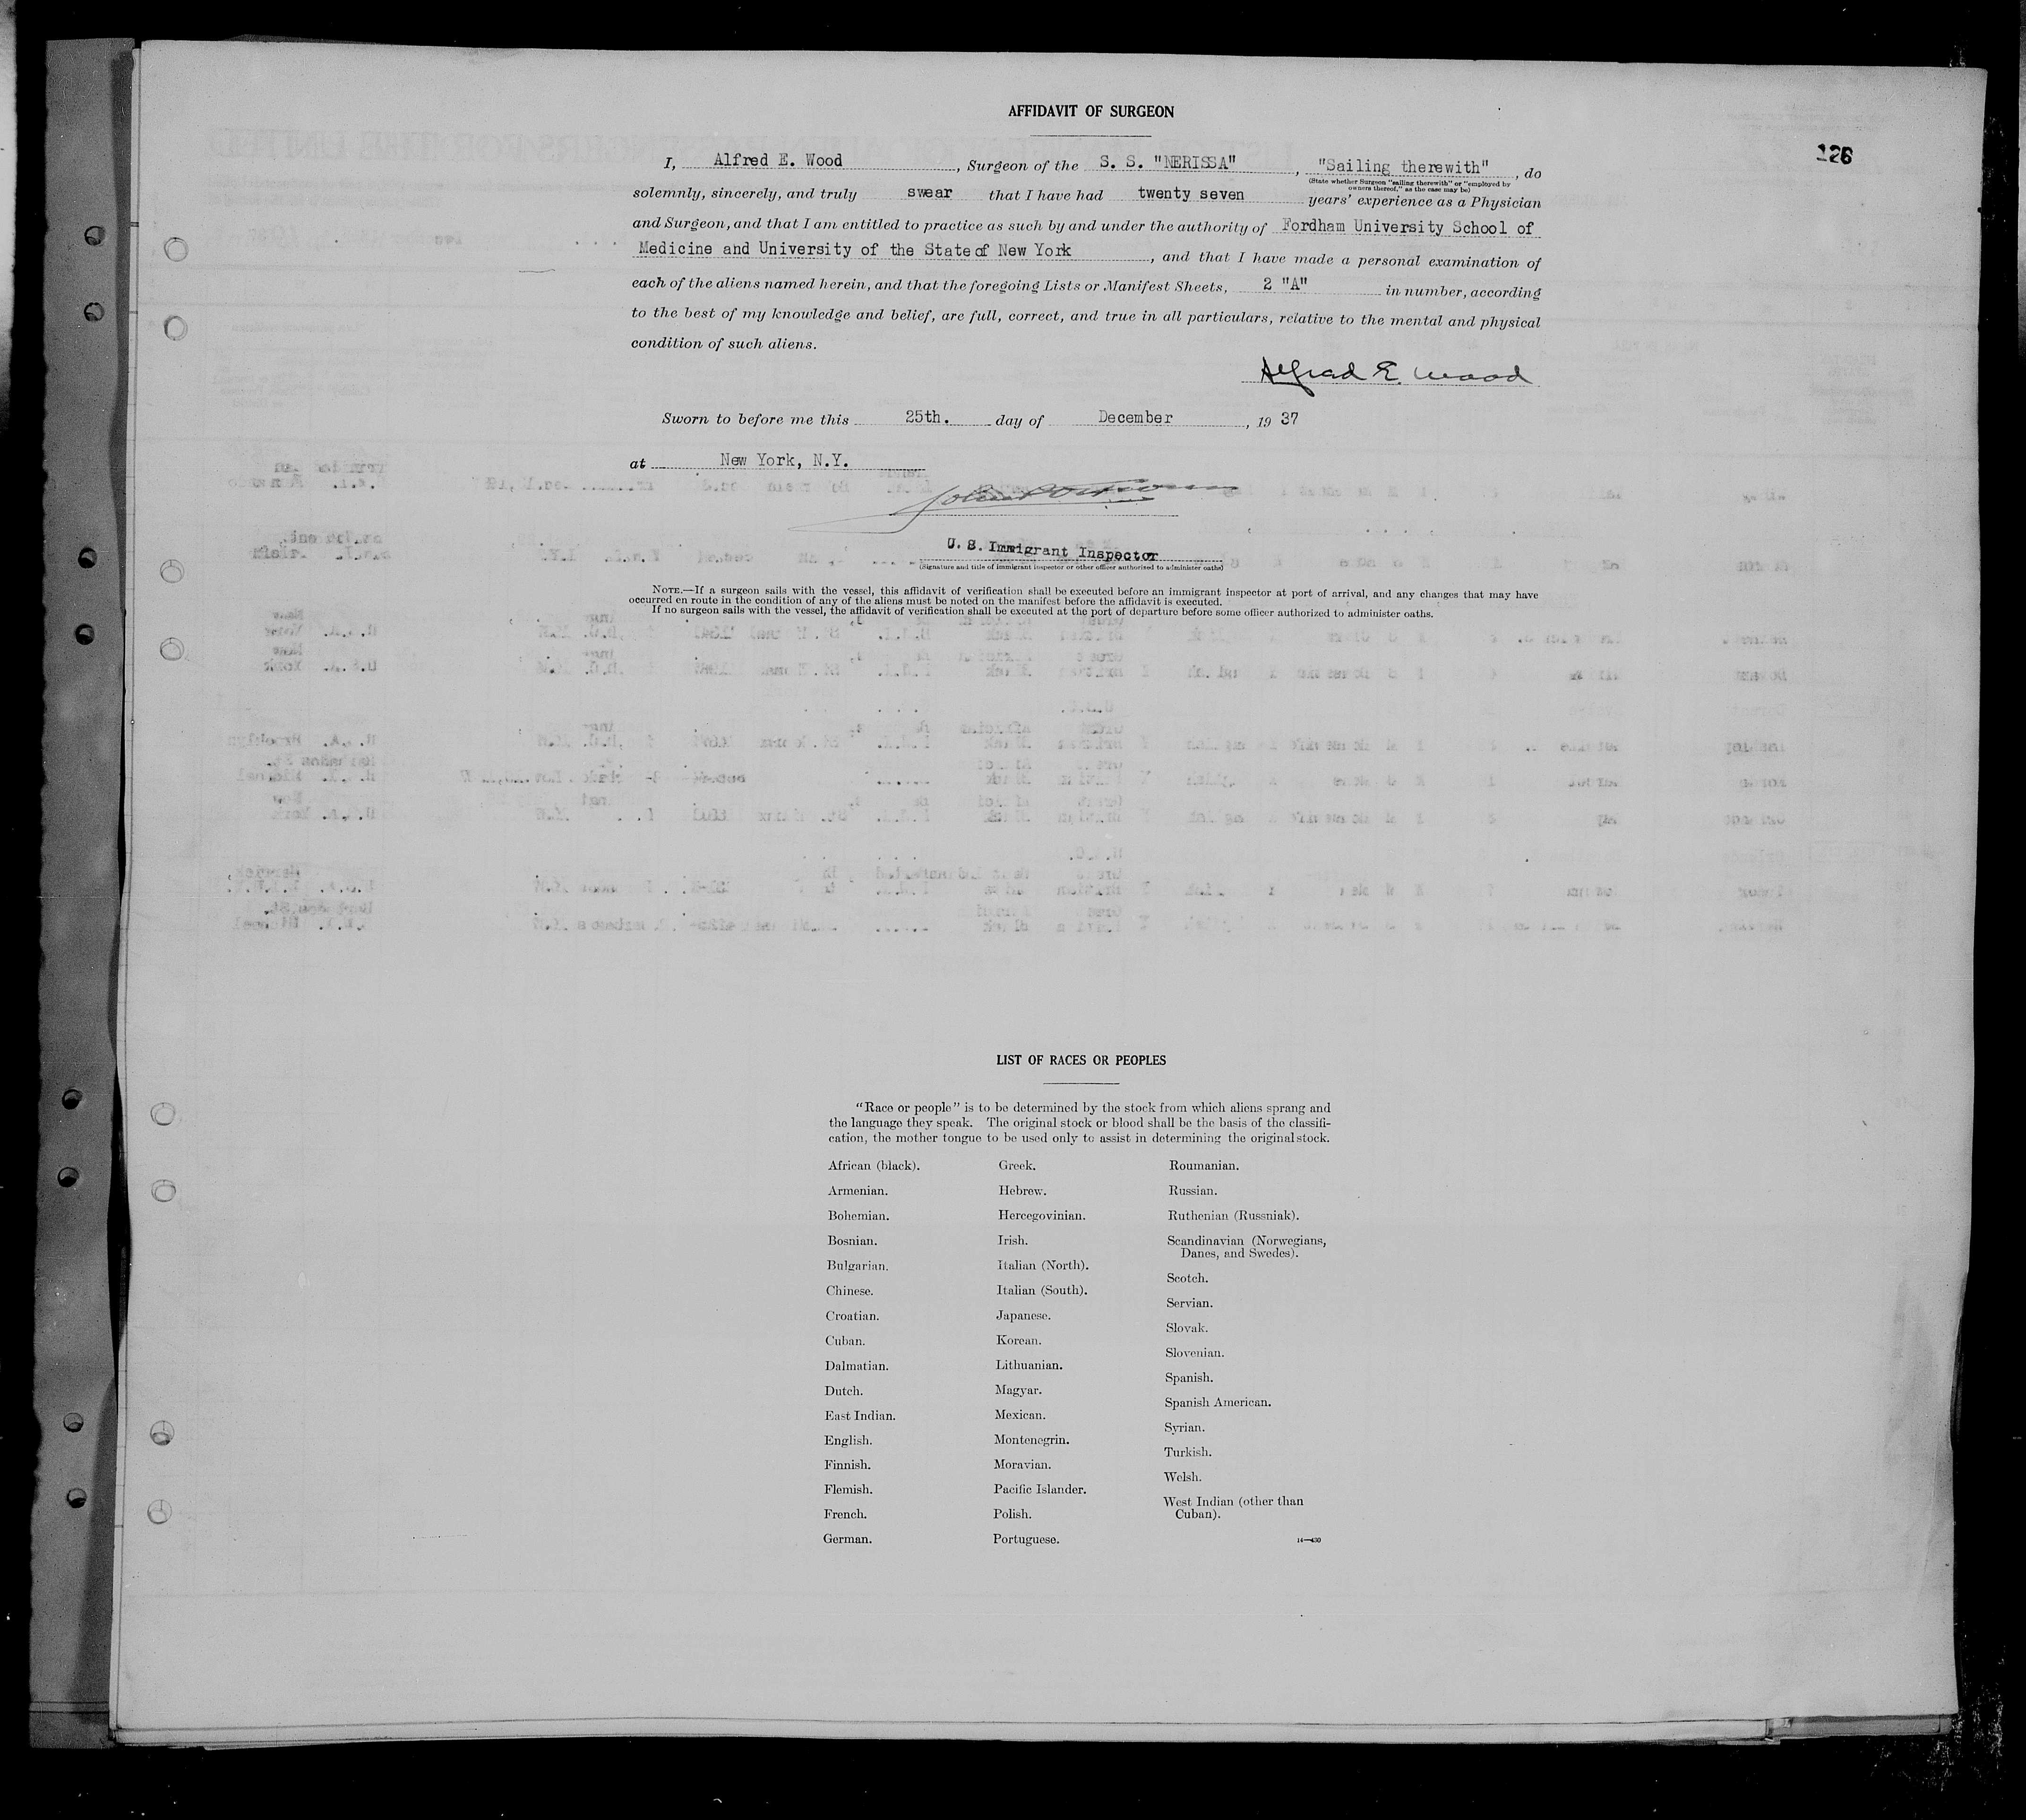 AFFIDAVIT OF SURGEON
126
I, Alfred E. Wood, Surgeon of the S. S. "NERISSA", "Sailing therewith", do
(State whether Surgeon "sailing therewith" or "employed by
owners thereof," as the case may be)
solemnly, sincerely, and truly swear that I have had twenty seven years' experience as a Physician
and Surgeon, and that I am entitled to practice as such by and under the authority of Fordham University School of
Medicine and University of the State of New York, and that I have made a personal examination of
each of the aliens named herein, and that the foregoing Lists or Manifest Sheets, 2 "A" in number, according
to the best of my knowledge and belief, are full, correct, and true in all particulars, relative to the mental and physical
condition of such aliens.
Alfred E. Wood
Sworn to before me this 25th. day of December, 1937
at New York, N.Y.
U. S. Immigrant Inspector
(Signature and title of immigrant inspector or other officer authorized to administer oaths)
NOTE.—If a surgeon sails with the vessel, this affidavit of verification shall be executed before an immigrant inspector at port of arrival, and any changes that may have
occurred en route in the condition of any of the aliens must be noted on the manifest before the affidavit is executed.
If no surgeon sails with the vessel, the affidavit of verification shall be executed at the port of departure before some officer authorized to administer oaths.
LIST OF RACES OR PEOPLES
"Race or people" is to be determined by the stock from which aliens sprang and
the language they speak. The original stock or blood shall be the basis of the classifi-
cation, the mother tongue to be used only to assist in determining the original stock.
African (black).
Armenian.
Bohemian.
Bosnian.
Bulgarian.
Chinese.
Croatian.
Cuban.
Dalmatian.
Dutch.
East Indian.
English.
Finnish.
Flemish.
French.
German.
Greek.
Hebrew.
Hercegovinian.
Irish.
Italian (North).
Italian (South).
Japanese.
Korean.
Lithuanian.
Magyar.
Mexican.
Montenegrin.
Moravian.
Pacific Islander.
Polish.
Portuguese.
Roumanian.
Russian.
Ruthenian (Russniak).
Scandinavian (Norwegians,
Danes, and Swedes).
Scotch.
Servian.
Slovak.
Slovenian.
Spanish.
Spanish American.
Syrian.
Turkish.
Welsh.
West Indian (other than
Cuban).
14—430